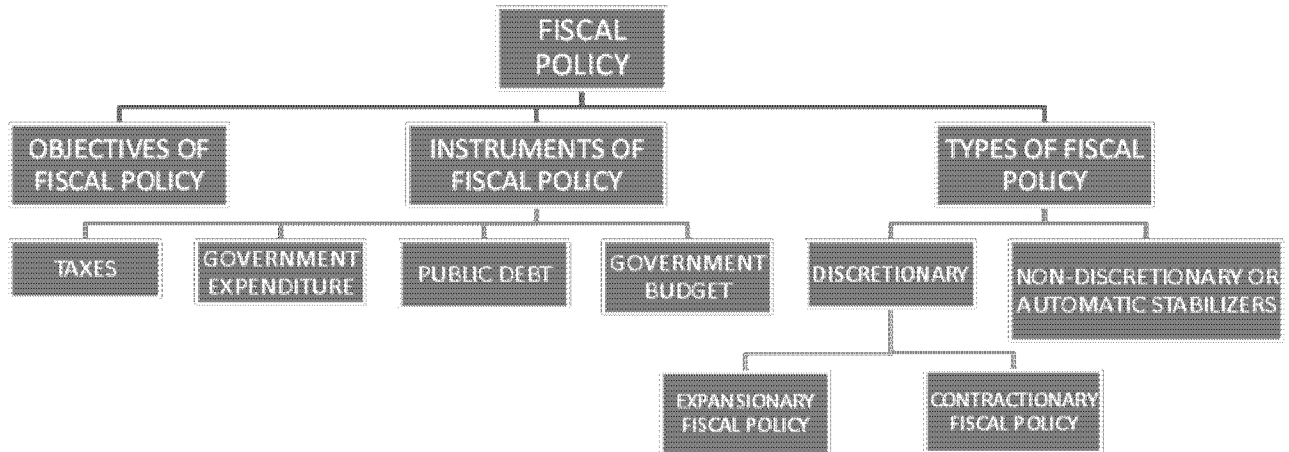 FISCAL
POLICY
OBJECTIVES OF
FISCAL POLICY
INSTRUMENTS OF
FISCAL POLICY
TYPES OF FISCAL
POLICY
TAXES
GOVERNMENT
EXPENDITURE
PUBLIC DEBT
GOVERNMENT
BUDGET
DISCRETIONARY
NON-DISCRETIONARY OR
AUTOMATIC STABILIZERS
EXPANSIONARY
FISCAL POLICY
CONTRACTIONARY
FISCAL POLICY